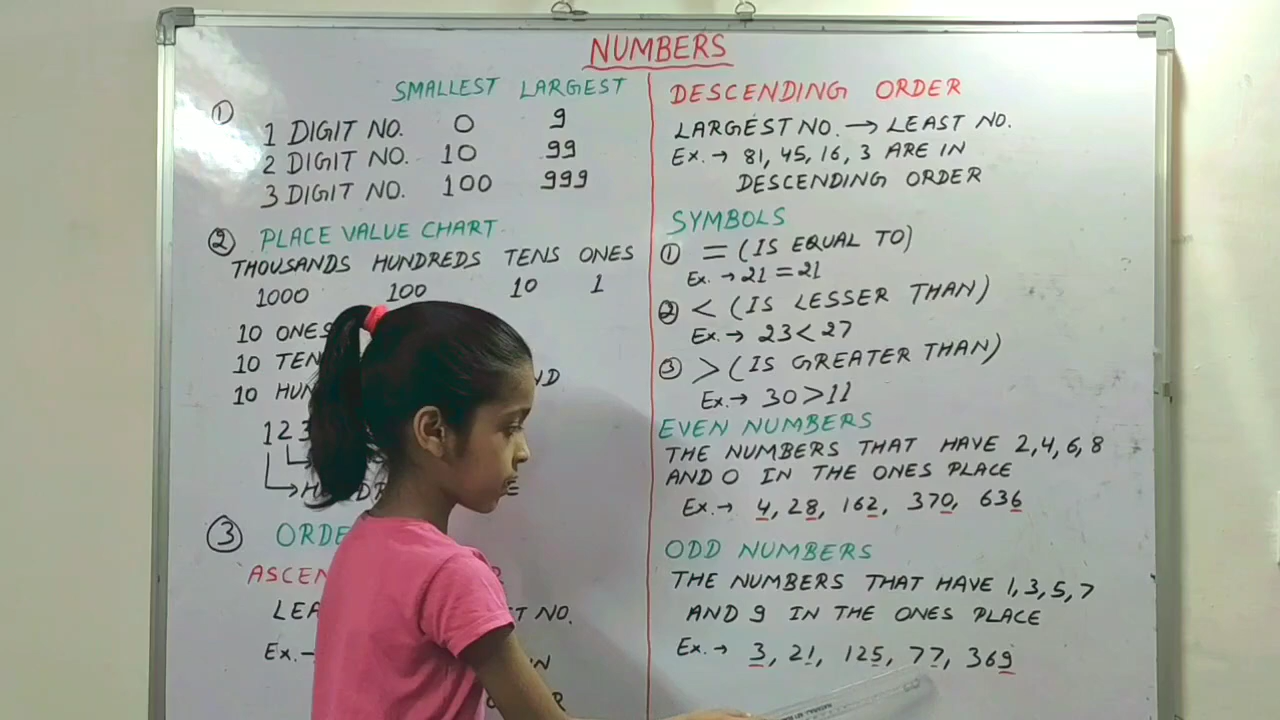 NUMBERS
SMALLEST LARGEST
① 1 DIGIT NO. 0 9
2 DIGIT NO. 10 99
3 DIGIT NO. 100 999
② PLACE VALUE CHART
THOUSANDS HUNDREDS TENS ONES
1000 100 10 1
10 ONES
10
10
123
③
NO.
Ex.
DESCENDING ORDER
LARGEST NO. → LEAST NO.
Ex. → 81, 45, 16, 3 ARE IN
DESCENDING ORDER
SYMBOLS
① = (IS EQUAL TO)
Ex. → 21 = 21
② < (IS LESSER THAN)
Ex. → 23 < 27
③ > (IS GREATER THAN)
Ex. → 30 > 11
EVEN NUMBERS
THE NUMBERS THAT HAVE 2, 4, 6, 8
AND 0 IN THE ONES PLACE
Ex. → 4, 28, 162, 370, 636
ODD NUMBERS
THE NUMBERS THAT HAVE 1, 3, 5, 7
AND 9 IN THE ONES PLACE
Ex. → 3, 21, 125, 77, 369